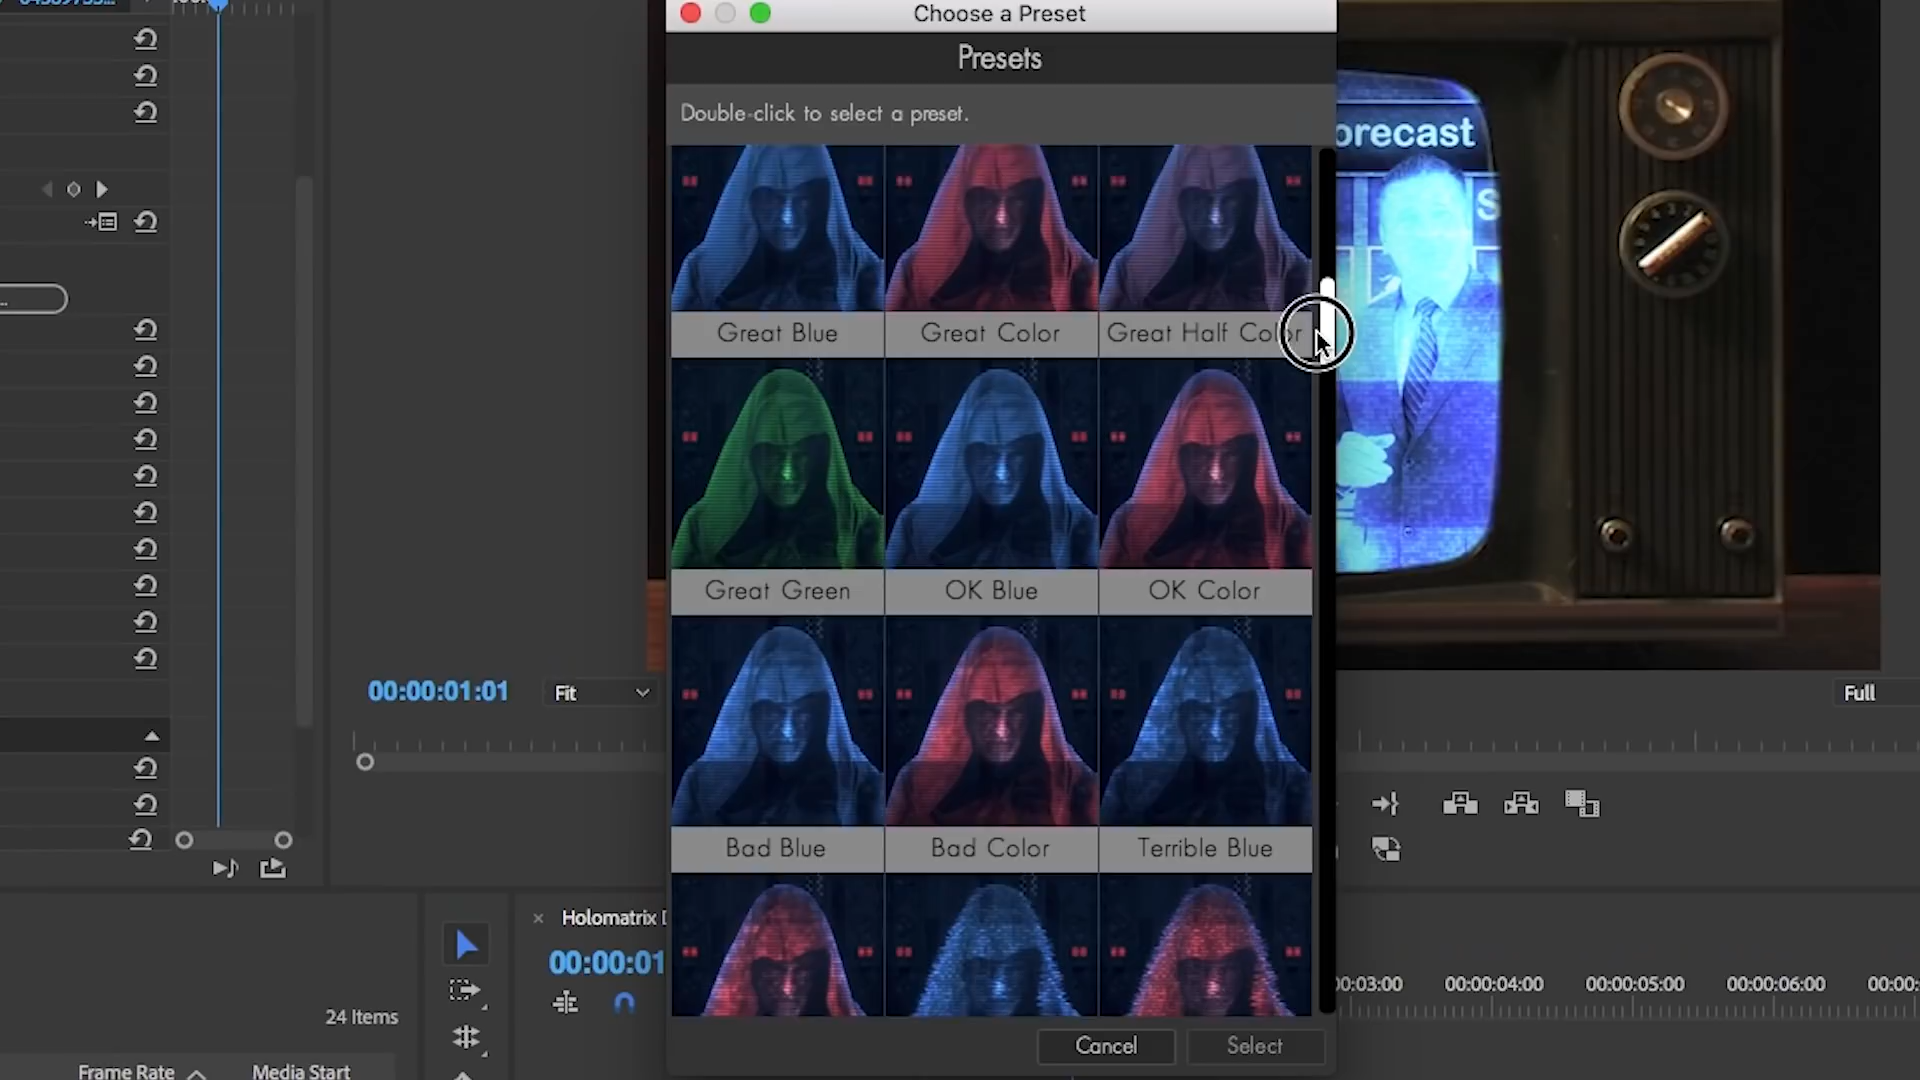 Choose a Preset
Presets
Double-click to select a preset.
orecast
S
Great Blue
Great Color
Great Half Color
Great Green
OK Blue
OK Color
00:00:01:01
Fit
Full
Bad Blue
Bad Color
Terrible Blue
Holomatrix
00:00:01
00:03:00
00:00:04:00
00:00:05:00
00:00:06:00
00:00:
24 Items
Cancel
Select
Frame Rate
Media Start